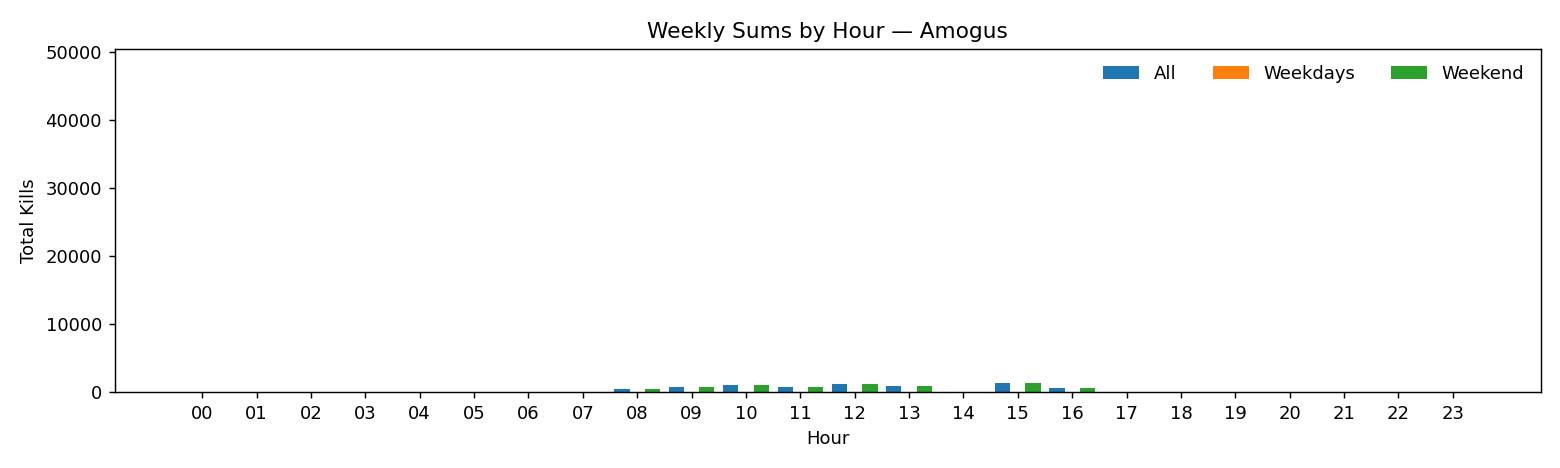 Weekly Sums by Hour — Amogus
All Weekdays Weekend
50000
40000
30000
20000
10000
0
Total Kills
00 01 02 03 04 05 06 07 08 09 10 11 12 13 14 15 16 17 18 19 20 21 22 23
Hour